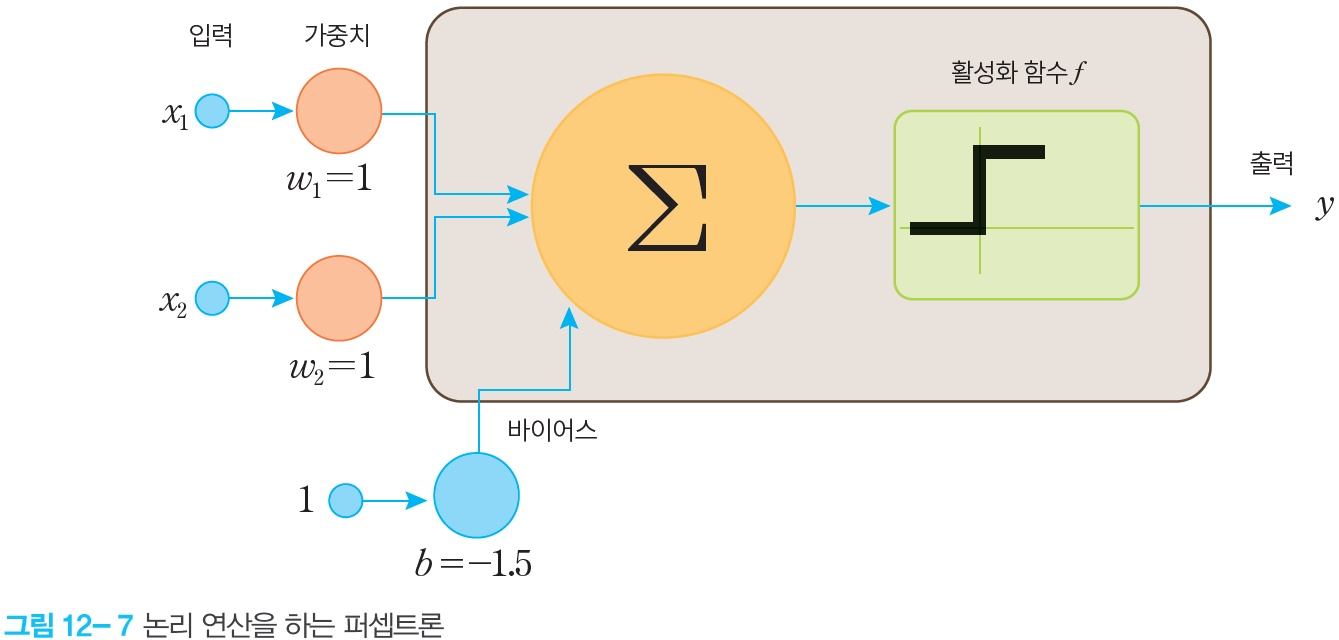 입력
가중치
활성화 함수 f
x₁
w₁=1
∑
출력
y
x₂
w₂=1
바이어스
1
b=−1.5
그림 12−7 논리 연산을 하는 퍼셉트론